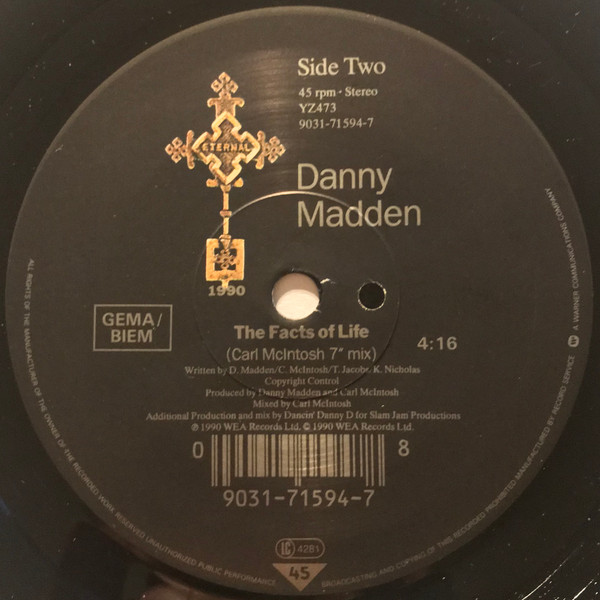 Side Two
45 rpm · Stereo
YZ473
9031-71594-7
ETERNAL
Danny
Madden
1990
GEMA/
BIEM
The Facts of Life
(Carl McIntosh 7" mix)
4:16
Written by D. Madden/C. McIntosh/T. Jacobs/K. Nicholas
Copyright Control
Produced by Danny Madden and Carl McIntosh
Mixed by Carl McIntosh
Additional Production and mix by Dancin' Danny D for Slam Jam Productions
℗ 1990 WEA Records Ltd. © 1990 WEA Records Ltd.
0 8
9031-71594-7
LC 4281
45
ALL RIGHTS OF THE MANUFACTURER OF THE OWNER OF THE RECORDED WORK RESERVED UNAUTHORIZED PUBLIC PERFORMANCE BROADCASTING AND COPYING OF THIS RECORD PROHIBITED MANUFACTURED BY RECORD SERVICE
A WARNER COMMUNICATIONS COMPANY